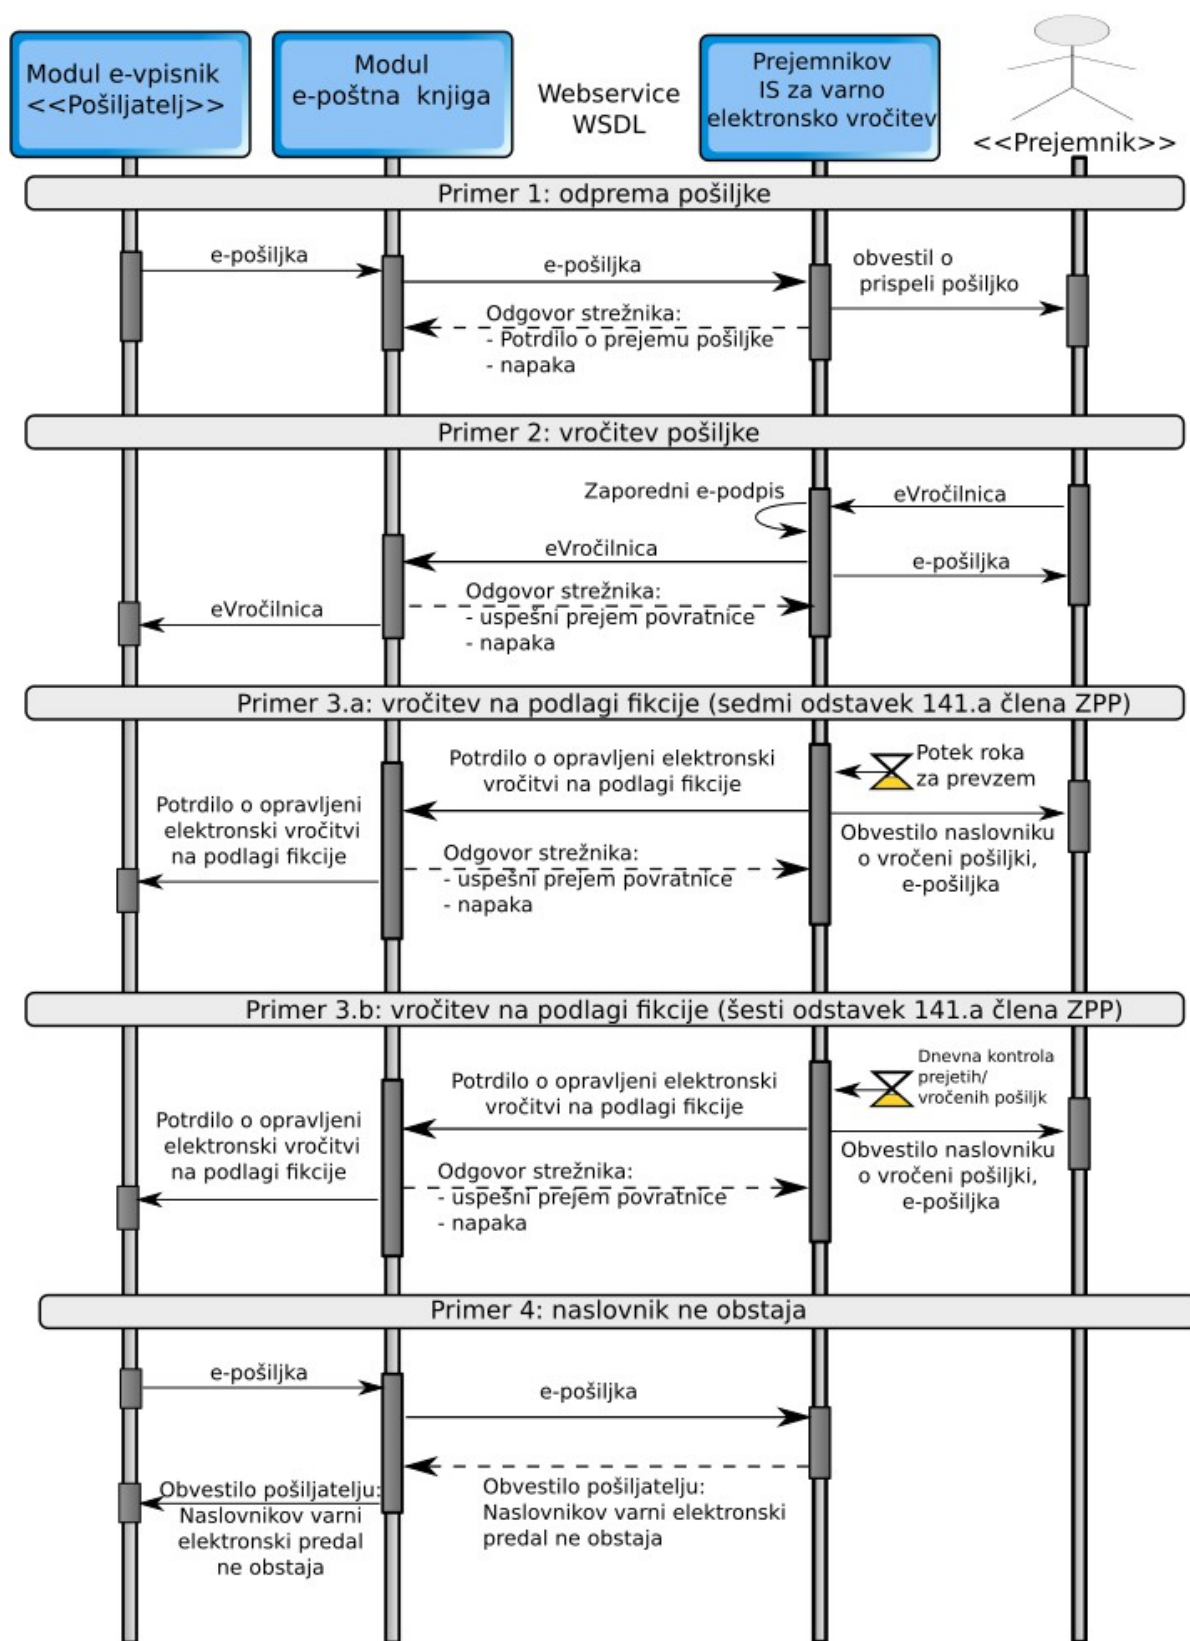 Modul e-vpisnik
<<Pošiljatelj>>
Modul
e-poštna knjiga
Webservice
WSDL
Prejemnikov
IS za varno
elektronsko vročitev
<<Prejemnik>>
Primer 1: odprema pošiljke
e-pošiljka
e-pošiljka
obvestil o
prispeli pošiljko
Odgovor strežnika:
- Potrdilo o prejemu pošiljke
- napaka
Primer 2: vročitev pošiljke
Zaporedni e-podpis
eVročilnica
eVročilnica
e-pošiljka
Odgovor strežnika:
- uspešni prejem povratnice
- napaka
eVročilnica
Primer 3.a: vročitev na podlagi fikcije (sedmi odstavek 141.a člena ZPP)
Potrdilo o opravljeni elektronski
vročitvi na podlagi fikcije
Potek roka
za prevzem
Potrdilo o opravljeni
elektronski vročitvi
na podlagi fikcije
Obvestilo naslovniku
o vročeni pošiljki,
e-pošiljka
Odgovor strežnika:
- uspešni prejem povratnice
- napaka
Primer 3.b: vročitev na podlagi fikcije (šesti odstavek 141.a člena ZPP)
Potrdilo o opravljeni elektronski
vročitvi na podlagi fikcije
Dnevna kontrola
prejetih/
vročenih pošiljk
Potrdilo o opravljeni
elektronski vročitvi
na podlagi fikcije
Obvestilo naslovniku
o vročeni pošiljki,
e-pošiljka
Odgovor strežnika:
- uspešni prejem povratnice
- napaka
Primer 4: naslovnik ne obstaja
e-pošiljka
e-pošiljka
Obvestilo pošiljatelju:
Naslovnikov varni
elektronski predal
ne obstaja
Obvestilo pošiljatelju:
Naslovnikov varni elektronski
predal ne obstaja